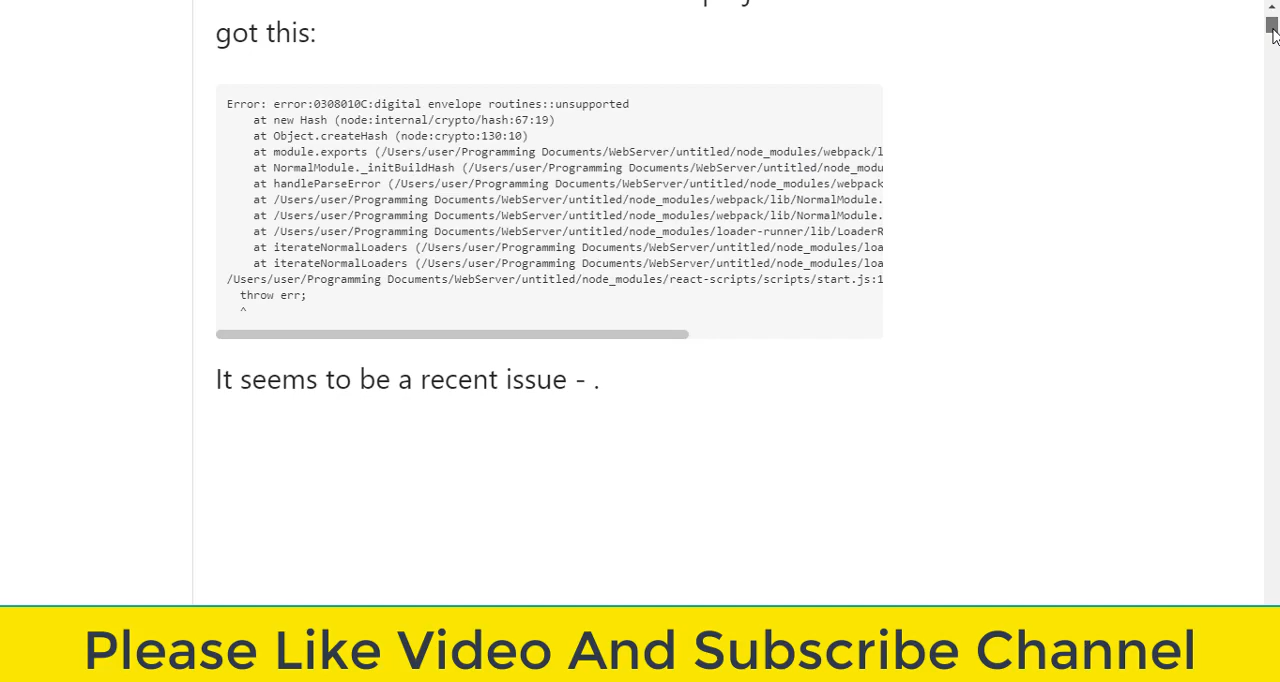 got this:
Error: error:0308010C:digital envelope routines::unsupported
    at new Hash (node:internal/crypto/hash:67:19)
    at Object.createHash (node:crypto:130:10)
    at module.exports (/Users/user/Programming Documents/WebServer/untitled/node_modules/webpack/l
    at NormalModule._initBuildHash (/Users/user/Programming Documents/WebServer/untitled/node_modu
    at handleParseError (/Users/user/Programming Documents/WebServer/untitled/node_modules/webpack
    at /Users/user/Programming Documents/WebServer/untitled/node_modules/webpack/lib/NormalModule.
    at /Users/user/Programming Documents/WebServer/untitled/node_modules/webpack/lib/NormalModule.
    at /Users/user/Programming Documents/WebServer/untitled/node_modules/loader-runner/lib/LoaderR
    at iterateNormalLoaders (/Users/user/Programming Documents/WebServer/untitled/node_modules/loa
    at iterateNormalLoaders (/Users/user/Programming Documents/WebServer/untitled/node_modules/loa
/Users/user/Programming Documents/WebServer/untitled/node_modules/react-scripts/scripts/start.js:1
  throw err;
  ^
It seems to be a recent issue - .
Please Like Video And Subscribe Channel